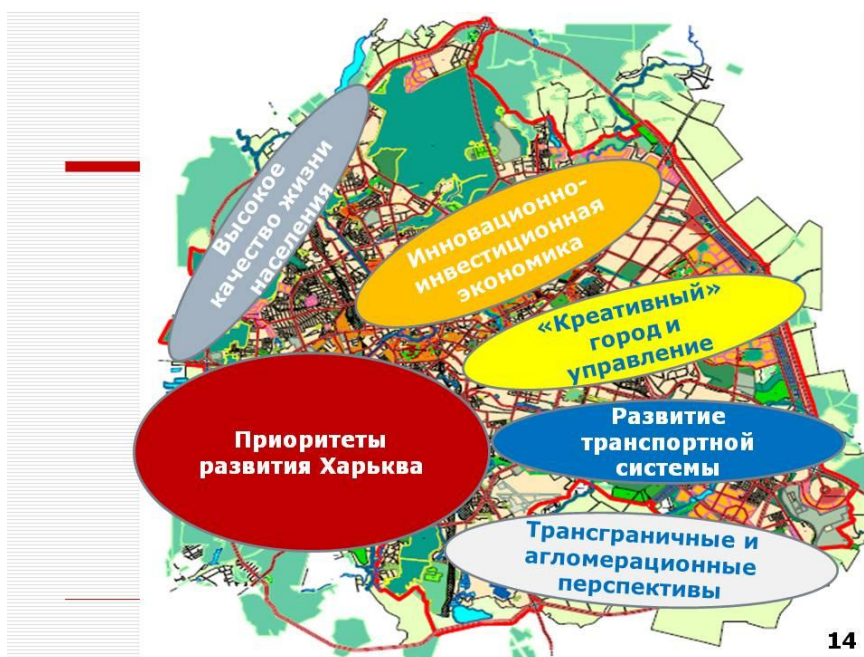 Высокое
качество жизни
населения
Инновационно-
инвестиционная
экономика
«Креативный»
город и
управление
Приоритеты
развития Харьква
Развитие
транспортной
системы
Трансграничные и
агломерационные
перспективы
14